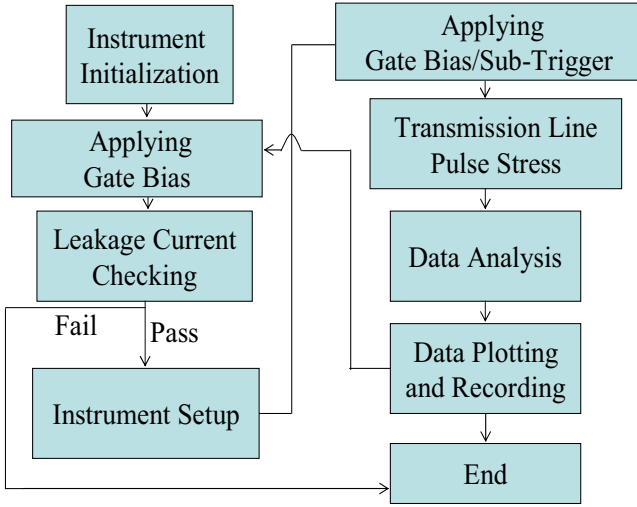 Instrument
Initialization
Applying
Gate Bias
Leakage Current
Checking
Fail
Pass
Instrument Setup
Applying
Gate Bias/Sub-Trigger
Transmission Line
Pulse Stress
Data Analysis
Data Plotting
and Recording
End